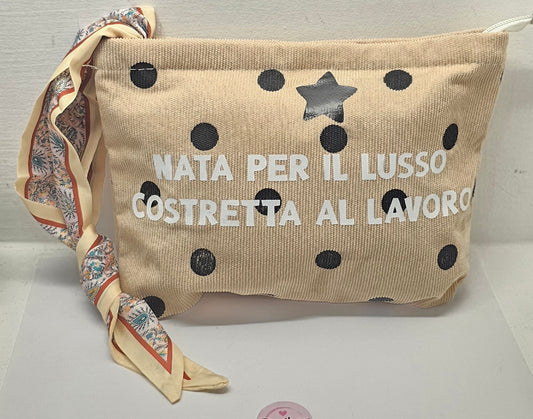 NATA PER IL LUSSO
COSTRETTA AL LAVORO